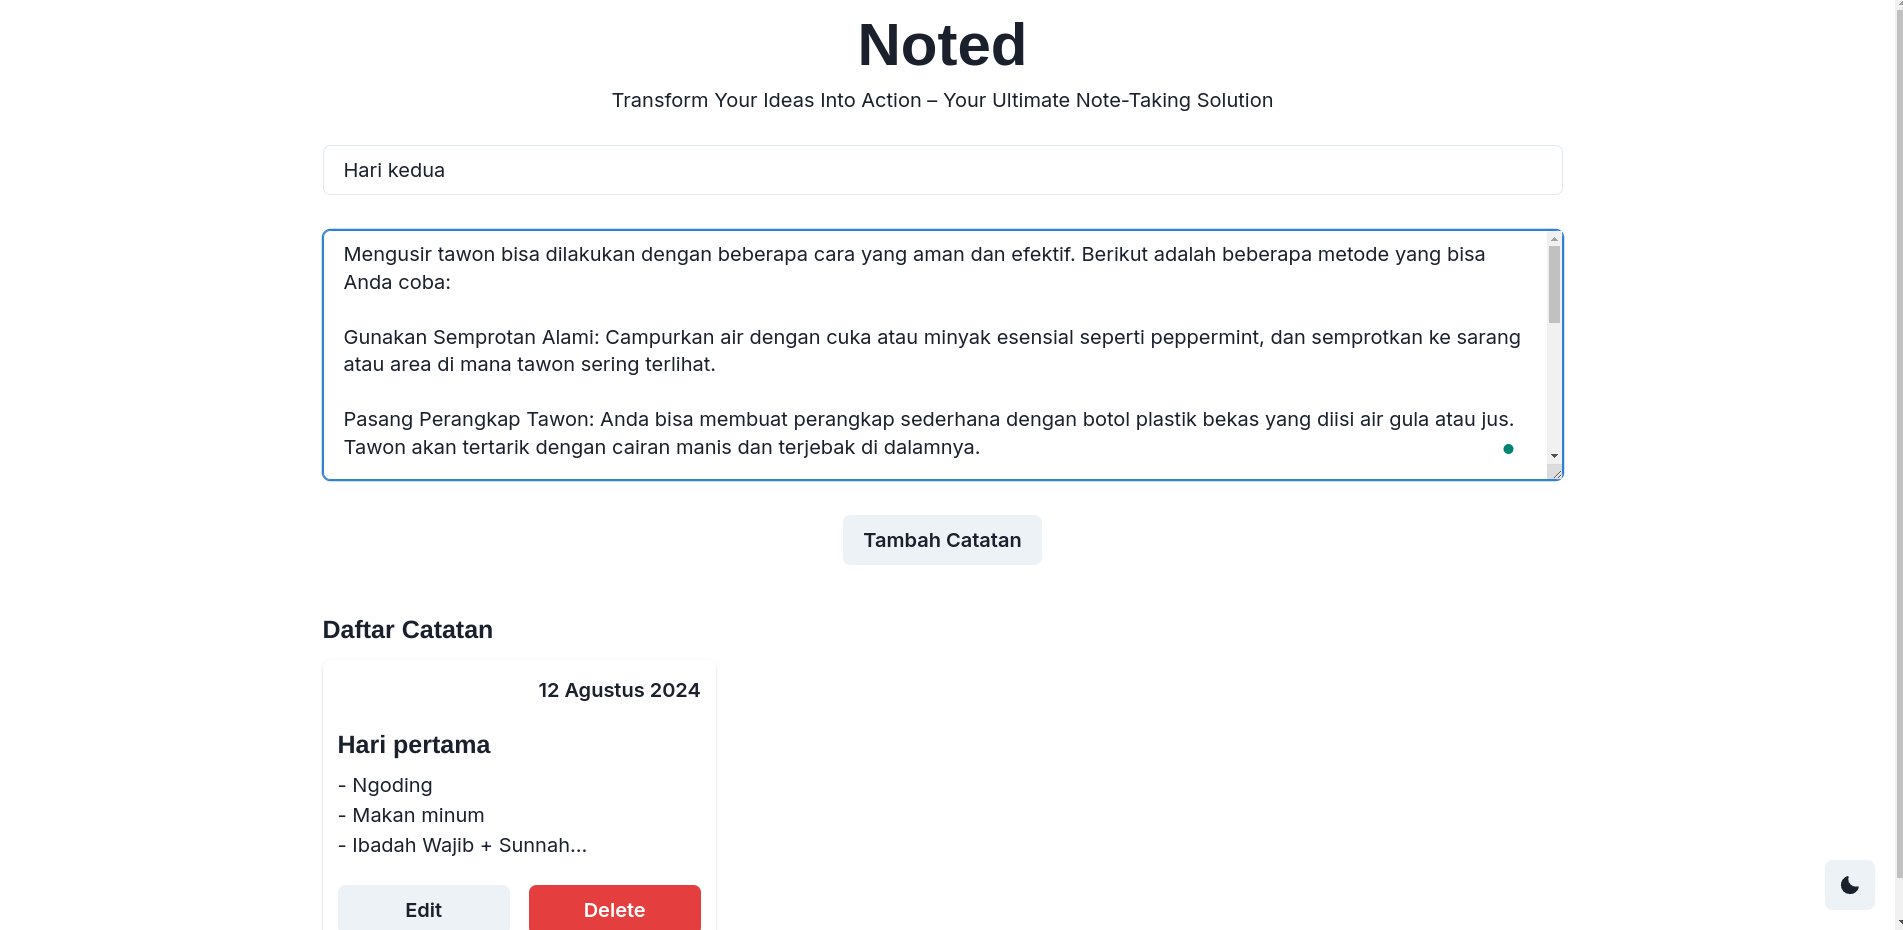 Noted
Transform Your Ideas Into Action – Your Ultimate Note-Taking Solution
Hari kedua
Mengusir tawon bisa dilakukan dengan beberapa cara yang aman dan efektif. Berikut adalah beberapa metode yang bisa
Anda coba:
Gunakan Semprotan Alami: Campurkan air dengan cuka atau minyak esensial seperti peppermint, dan semprotkan ke sarang
atau area di mana tawon sering terlihat.
Pasang Perangkap Tawon: Anda bisa membuat perangkap sederhana dengan botol plastik bekas yang diisi air gula atau jus.
Tawon akan tertarik dengan cairan manis dan terjebak di dalamnya.
Tambah Catatan
Daftar Catatan
12 Agustus 2024
Hari pertama
- Ngoding
- Makan minum
- Ibadah Wajib + Sunnah...
Edit Delete